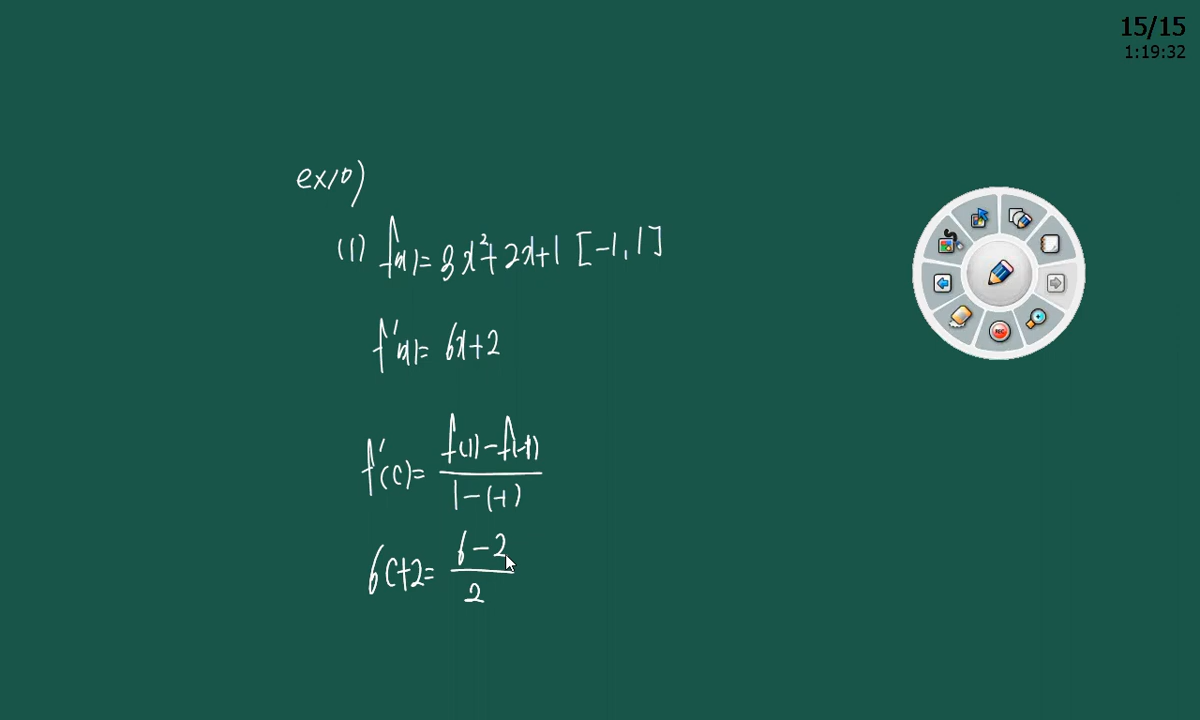 15/15
1:19:32
ex10)
(1) f(x)= 3x²+2x+1 [-1,1]
f'(x)= 6x+2
f'(c)= f(1)-f(-1)
1-(-1)
6c+2= 6-2
2
REC